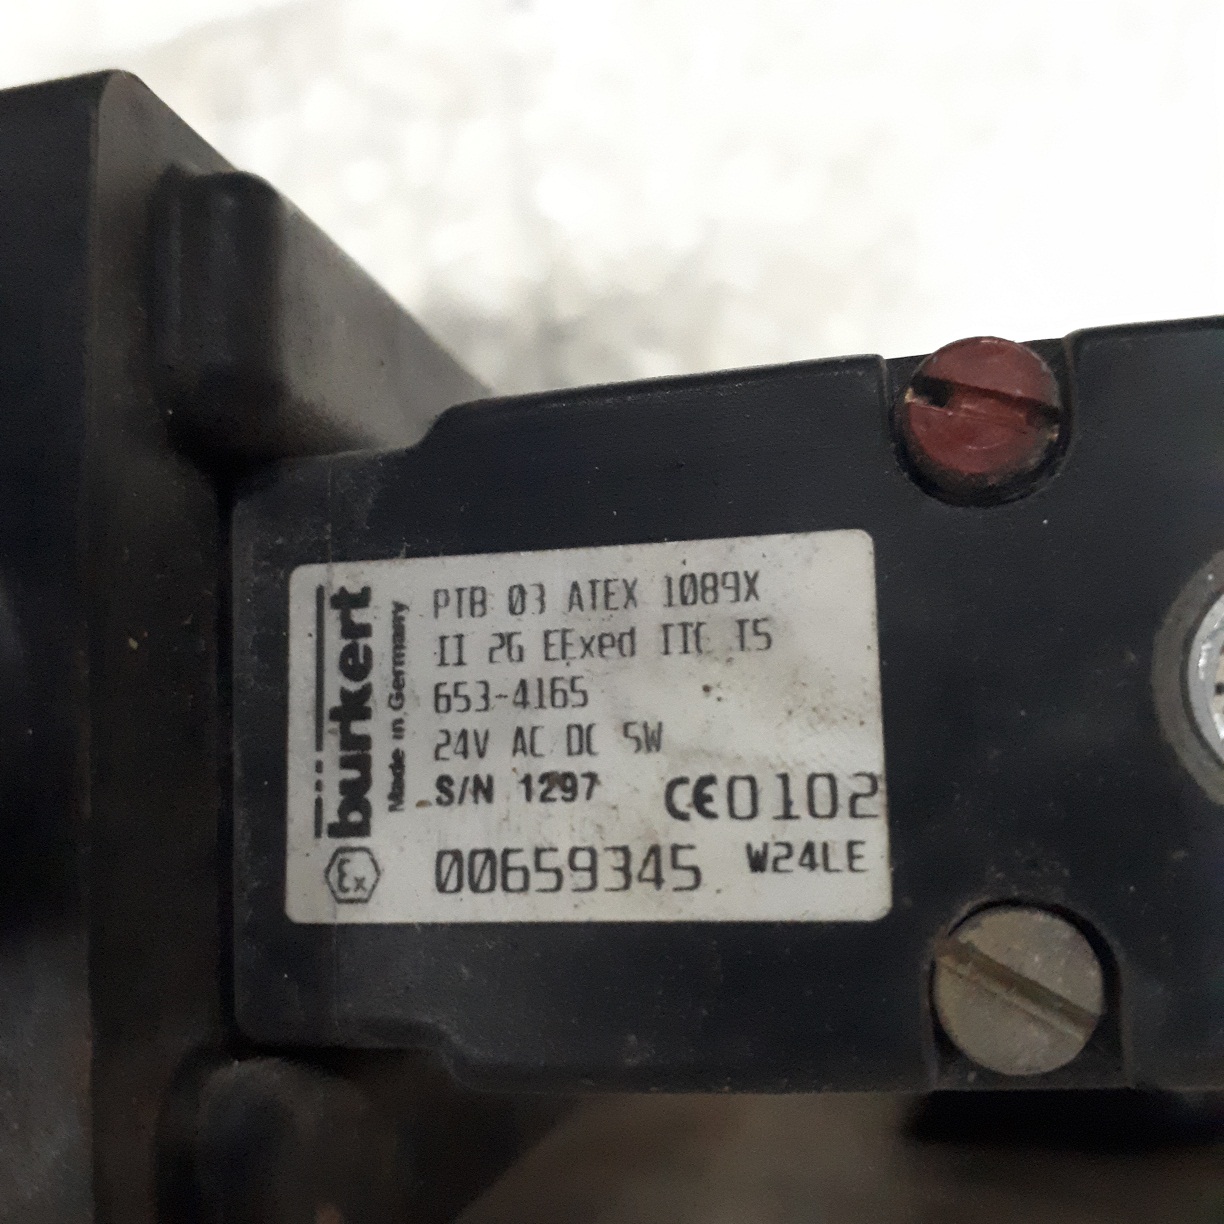 bürkert
Made in Germany
PTB 03 ATEX 1089X
II 2G EExed IIC T5
653-4165
24V AC DC 5W
S/N 1297 CE0102
Ex 00659345 W24LE